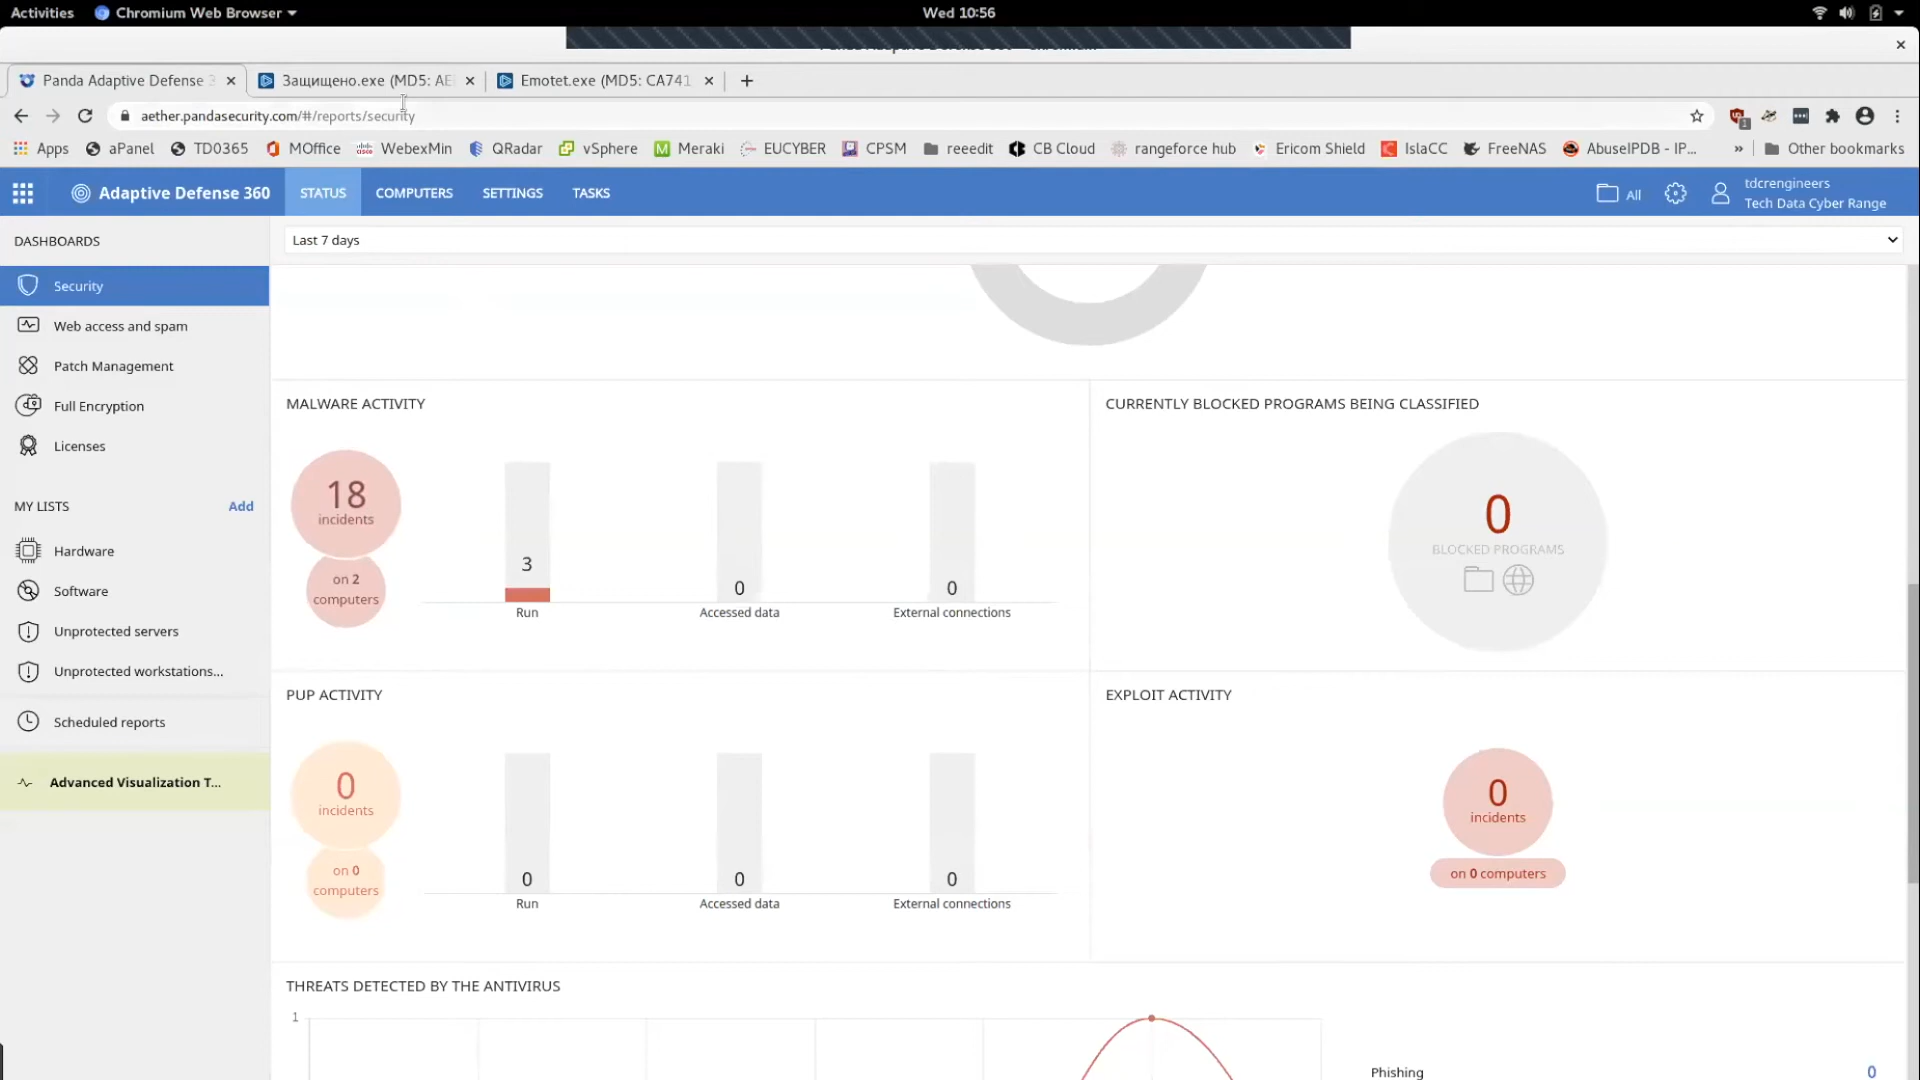 Activities
Chromium Web Browser
Wed 10:56
Panda Adaptive Defense 3
Защищено.exe (MD5: AE
Emotet.exe (MD5: CA741
aether.pandasecurity.com/#/reports/security
Apps
aPanel
TD0365
MOffice
WebexMin
QRadar
vSphere
Meraki
EUCYBER
CPSM
reeedit
CB Cloud
rangeforce hub
Ericom Shield
IslaCC
FreeNAS
AbuseIPDB - IP...
»
Other bookmarks
Adaptive Defense 360
STATUS
COMPUTERS
SETTINGS
TASKS
All
tdcrengineers
Tech Data Cyber Range
DASHBOARDS
Security
Web access and spam
Patch Management
Full Encryption
Licenses
MY LISTS
Add
Hardware
Software
Unprotected servers
Unprotected workstations...
Scheduled reports
Advanced Visualization T...
Last 7 days
MALWARE ACTIVITY
18
incidents
on 2
computers
3
Run
0
Accessed data
0
External connections
CURRENTLY BLOCKED PROGRAMS BEING CLASSIFIED
0
BLOCKED PROGRAMS
PUP ACTIVITY
0
incidents
on 0
computers
0
Run
0
Accessed data
0
External connections
EXPLOIT ACTIVITY
0
incidents
on 0 computers
THREATS DETECTED BY THE ANTIVIRUS
1
Phishing
0